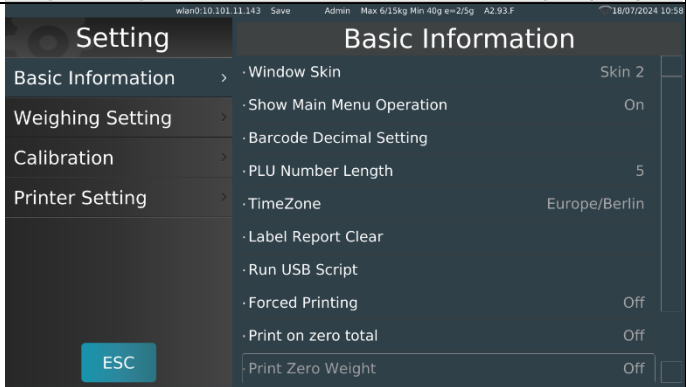 wlan0:10.101.11.143 Save Admin Max 6/15kg Min 40g e=2/5g A2.93.F 18/07/2024 10:58
Setting
Basic Information >
Weighing Setting >
Calibration >
Printer Setting >
ESC
Basic Information
·Window Skin Skin 2
·Show Main Menu Operation On
·Barcode Decimal Setting
·PLU Number Length 5
·TimeZone Europe/Berlin
·Label Report Clear
·Run USB Script
·Forced Printing Off
·Print on zero total Off
·Print Zero Weight Off